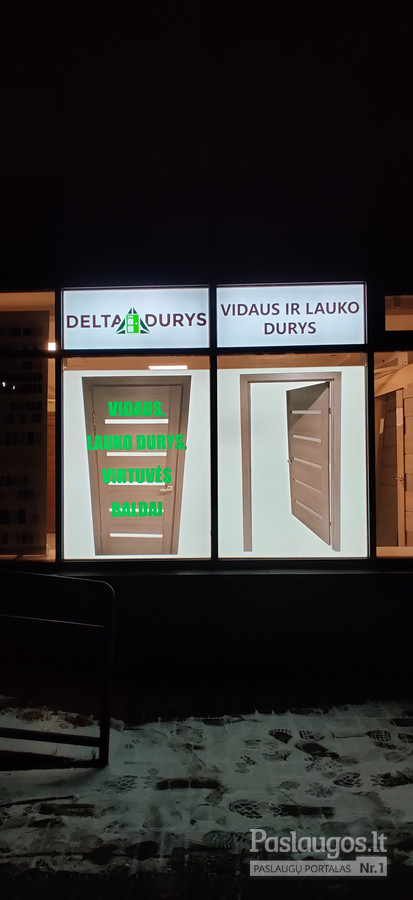 DELTA DURYS
VIDAUS IR LAUKO
DURYS
VIDAUS,
LAUKO DURYS,
VIRTUVĖS
BALDAI
Paslaugos.lt
PASLAUGŲ PORTALAS Nr.1